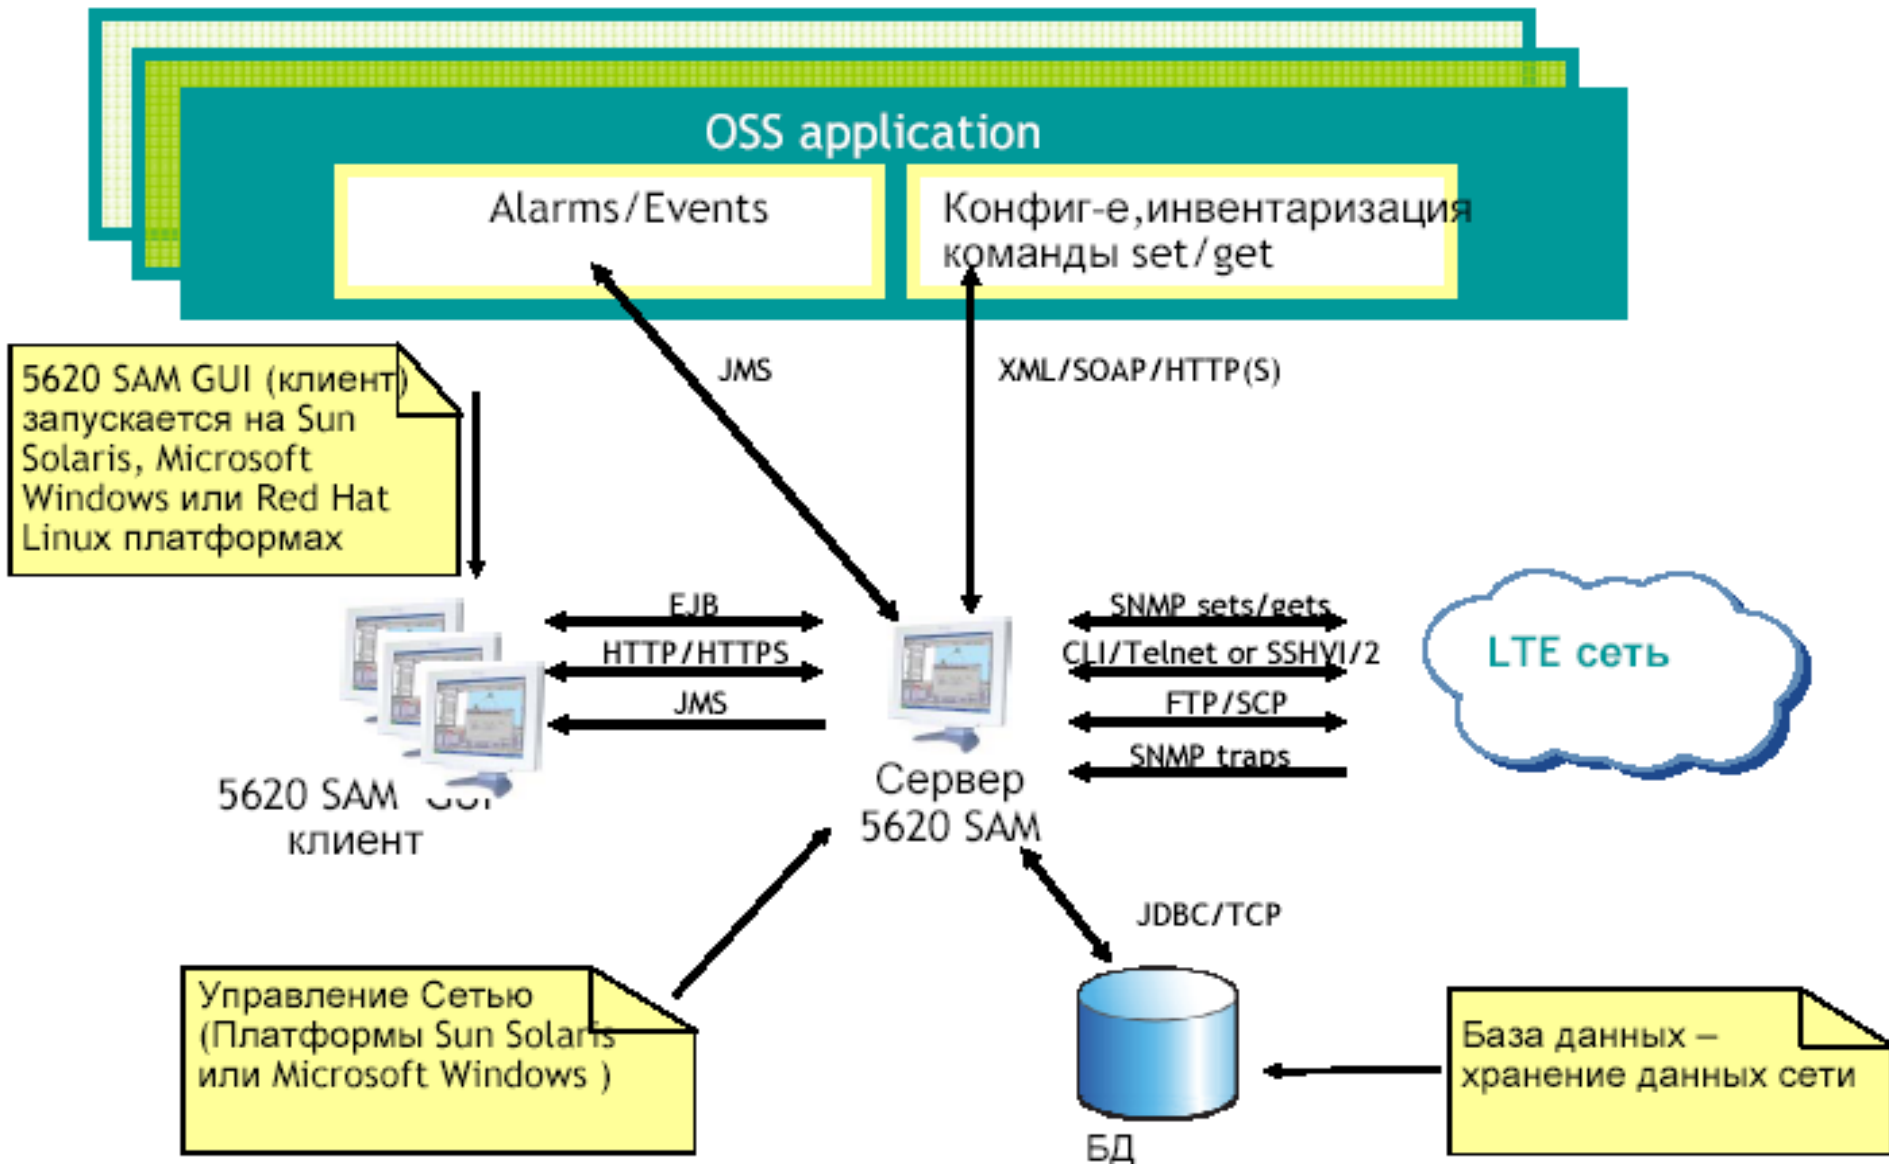 OSS application
Alarms/Events
Конфиг-е,инвентаризация
команды set/get
JMS
XML/SOAP/HTTP(S)
5620 SAM GUI (клиент)
запускается на Sun
Solaris, Microsoft
Windows или Red Hat
Linux платформах
EJB
HTTP/HTTPS
JMS
SNMP sets/gets
CLI/Telnet or SSHVI/2
FTP/SCP
SNMP traps
LTE сеть
5620 SAM GUI
клиент
Сервер
5620 SAM
JDBC/TCP
Управление Сетью
(Платформы Sun Solaris
или Microsoft Windows )
База данных –
хранение данных сети
БД